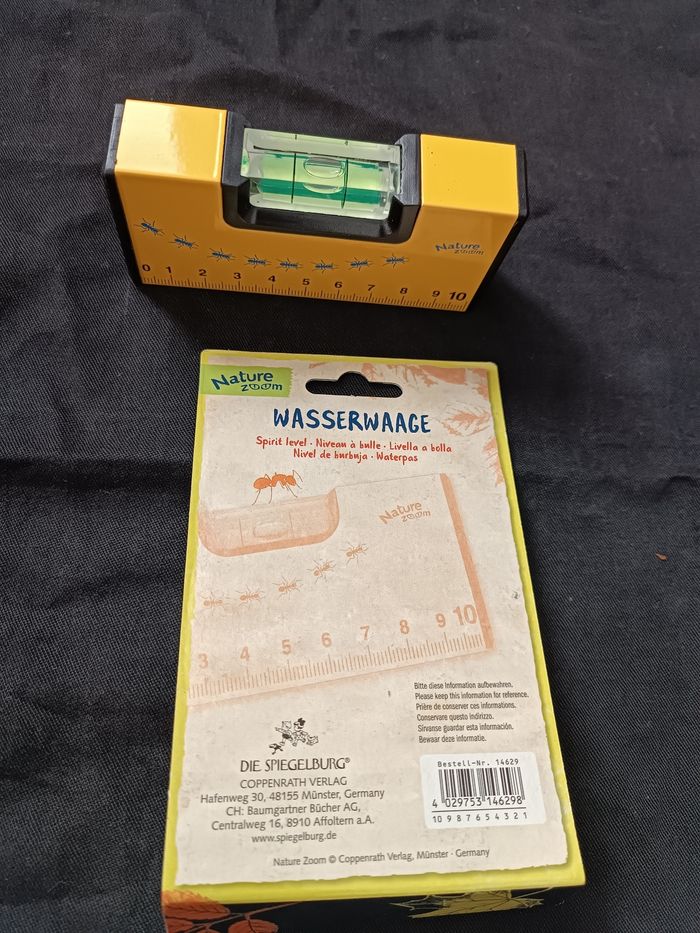 Nature
zoom
0 1 2 3 4 5 6 7 8 9 10
Nature
zoom
WASSERWAAGE
Spirit level · Niveau à bulle · Livella a bolla
Nivel de burbuja · Waterpas
Nature
zoom
3 4 5 6 7 8 9 10
Bitte diese Information aufbewahren.
Please keep this information for reference.
Prière de conserver ces informations.
Conservare questo indirizzo.
Sírvanse guardar esta información.
Bewaar deze informatie.
DIE SPIEGELBURG®
COPPENRATH VERLAG
Hafenweg 30, 48155 Münster, Germany
CH: Baumgartner Bücher AG,
Centralweg 16, 8910 Affoltern a.A.
www.spiegelburg.de
Bestell-Nr. 14629
4 029753 146298
10 9 8 7 6 5 4 3 2 1
Nature Zoom © Coppenrath Verlag, Münster · Germany